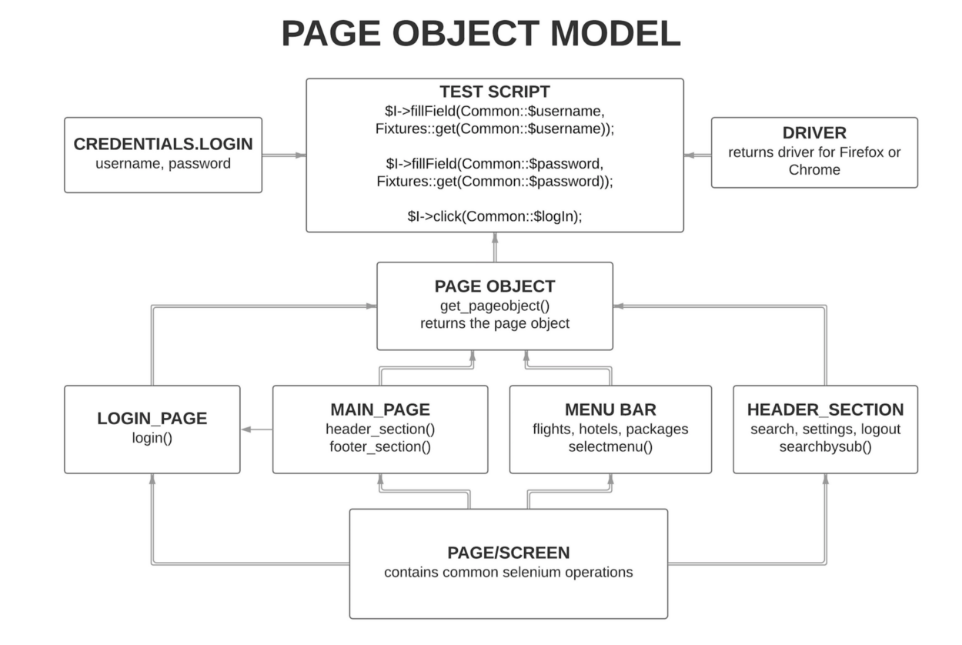 PAGE OBJECT MODEL
TEST SCRIPT
$I->fillField(Common::$username,
Fixtures::get(Common::$username));
$I->fillField(Common::$password,
Fixtures::get(Common::$password));
$I->click(Common::$logIn);
CREDENTIALS.LOGIN
username, password
DRIVER
returns driver for Firefox or
Chrome
PAGE OBJECT
get_pageobject()
returns the page object
LOGIN_PAGE
login()
MAIN_PAGE
header_section()
footer_section()
MENU BAR
flights, hotels, packages
selectmenu()
HEADER_SECTION
search, settings, logout
searchbysub()
PAGE/SCREEN
contains common selenium operations